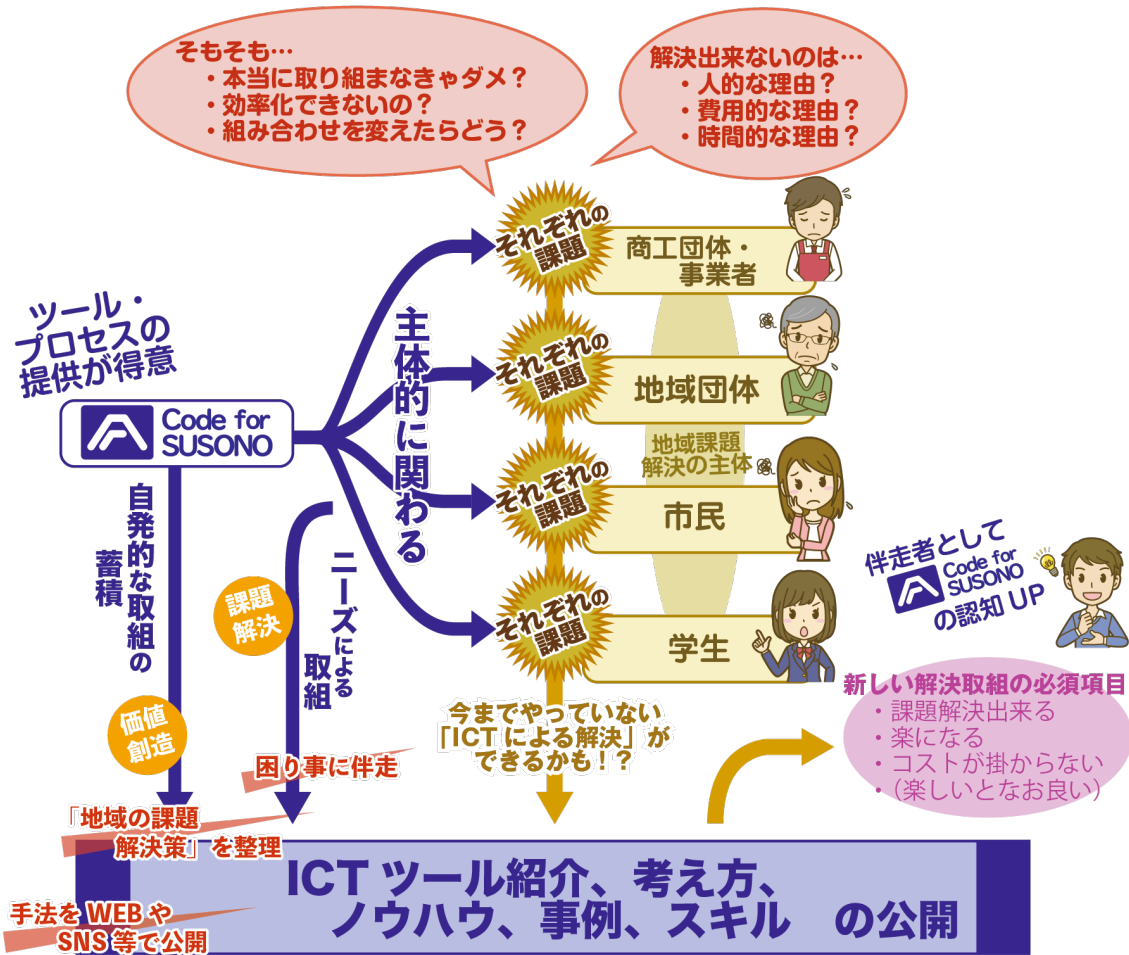 そもそも…
・本当に取り組まなきゃダメ？
・効率化できないの？
・組み合わせを変えたらどう？
解決出来ないのは…
・人的な理由？
・費用的な理由？
・時間的な理由？
それぞれの
課題
商工団体・
事業者
ツール・
プロセスの
提供が得意
Code for
SUSONO
主体的に関わる
それぞれの
課題
地域団体
地域課題
解決の主体
それぞれの
課題
市民
自発的な取組の
蓄積
ニーズによる
取組
課題
解決
価値
創造
それぞれの
課題
学生
伴走者として
Code for
SUSONO
の認知 UP
新しい解決取組の必須項目
・課題解決出来る
・楽になる
・コストが掛からない
・（楽しいとなお良い）
今までやっていない
「ICT による解決」が
できるかも！？
困り事に伴走
「地域の課題
解決策」を整理
手法を WEB や
SNS 等で公開
ICT ツール紹介、考え方、
ノウハウ、事例、スキル　の公開